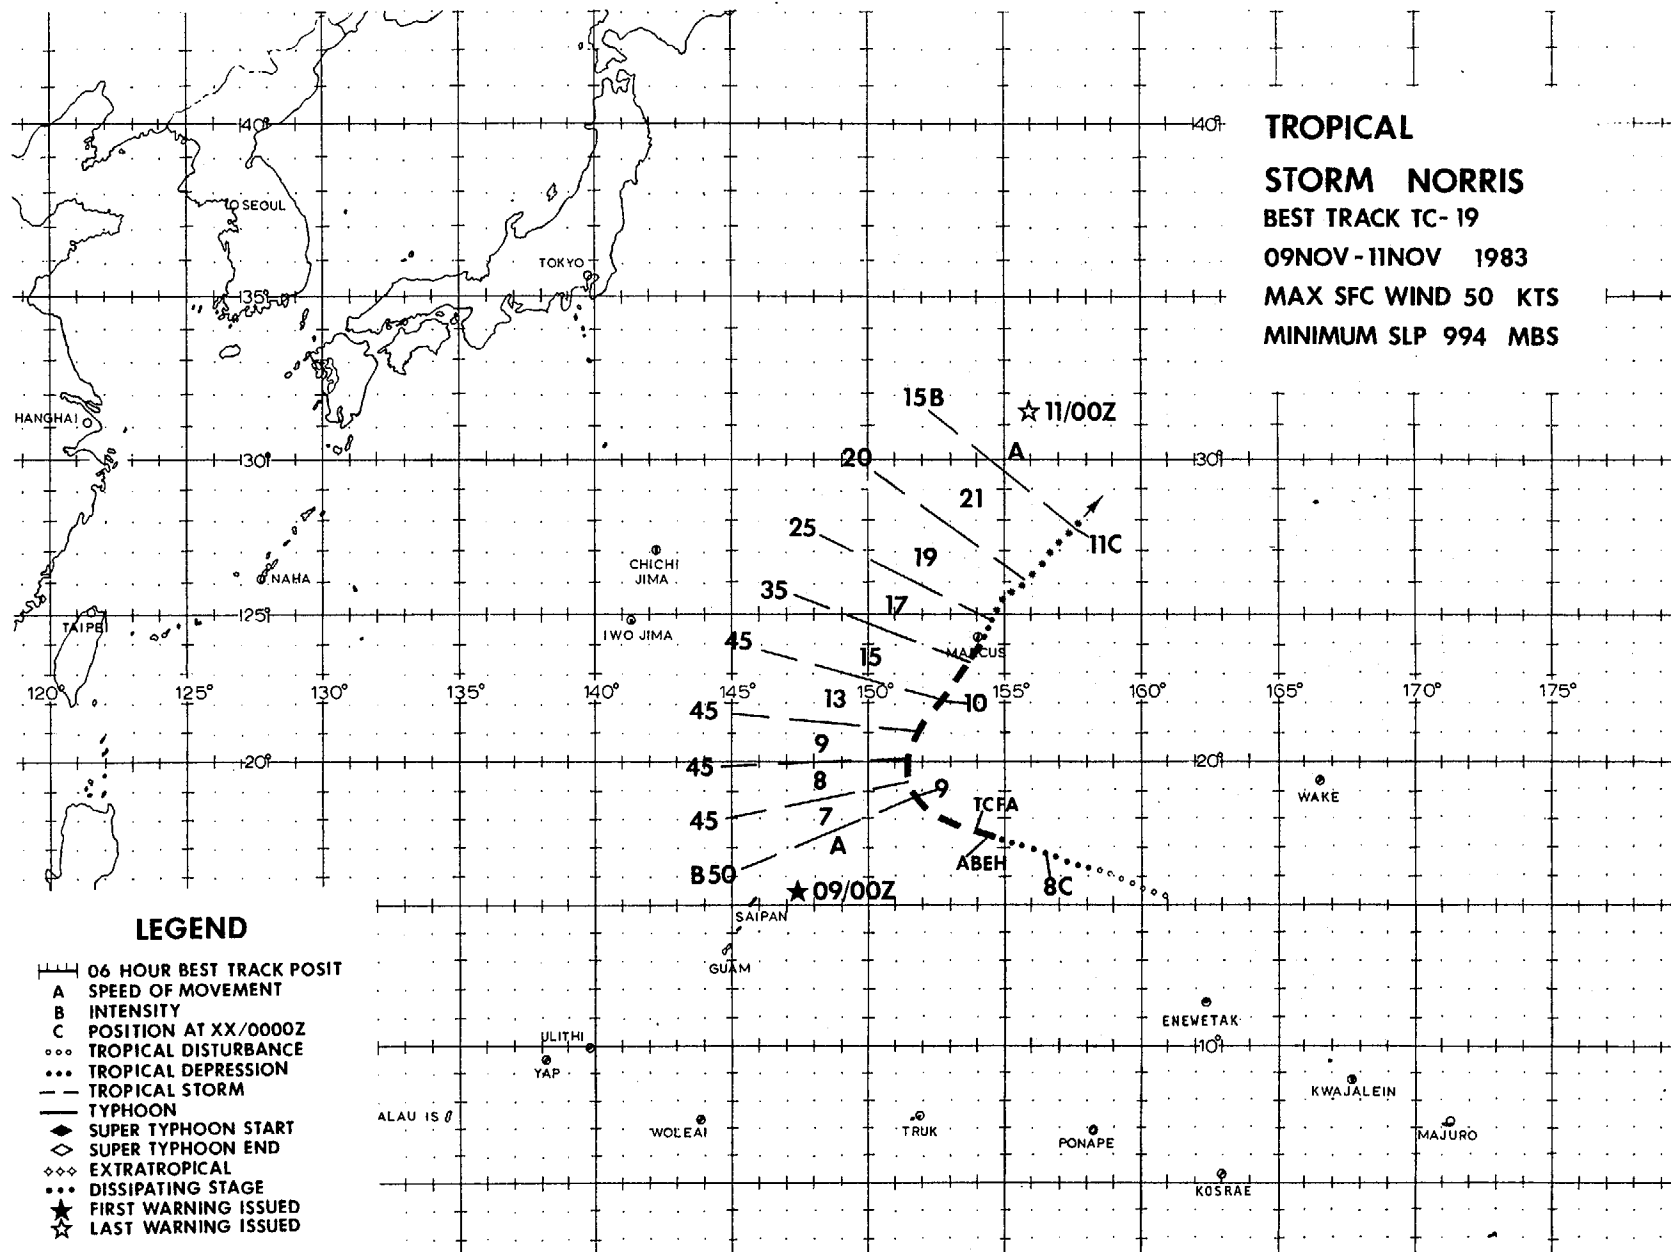 TROPICAL
STORM NORRIS
BEST TRACK TC-19
09NOV-11NOV 1983
MAX SFC WIND 50 KTS
MINIMUM SLP 994 MBS
40°
40°
SEOUL
TOKYO
35°
HANGHAI
15B
11/00Z
A
30°
20
30°
21
25
11C
19
CHICHI
JIMA
NAHA
35
25°
17
TAIPEI
IWO JIMA
45
MARCUS
15
120°
125°
130°
135°
140°
145°
150°
155°
160°
165°
170°
175°
13
10
45
9
20°
45
20°
8
9
WAKE
TCFA
45
7
A
ABEH
B50
8C
09/00Z
SAIPAN
GUAM
LEGEND
06 HOUR BEST TRACK POSIT
A SPEED OF MOVEMENT
B INTENSITY
C POSITION AT XX/0000Z
TROPICAL DISTURBANCE
TROPICAL DEPRESSION
TROPICAL STORM
TYPHOON
SUPER TYPHOON START
SUPER TYPHOON END
EXTRATROPICAL
DISSIPATING STAGE
FIRST WARNING ISSUED
LAST WARNING ISSUED
ENEWETAK
ULITHI
10°
YAP
KWAJALEIN
ALAU IS
WOLEAI
TRUK
PONAPE
MAJURO
KOSRAE